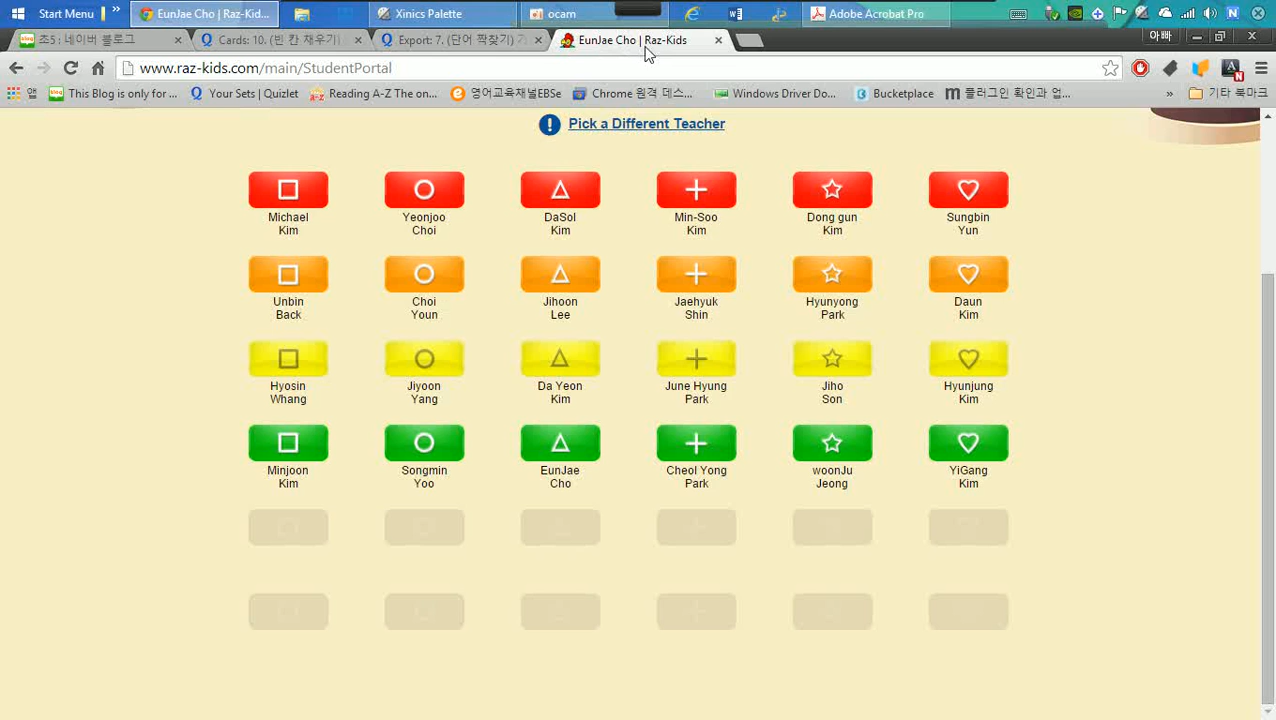 Start Menu
EunJae Cho | Raz-Kid...
Xinics Palette
ocam
Adobe Acrobat Pro
조5 : 네이버 블로그
Cards: 10. (빈 칸 채우기)
Export: 7. (단어 짝찾기)
EunJae Cho | Raz-Kids
아빠
www.raz-kids.com/main/StudentPortal
앱
This Blog is only for ...
Your Sets | Quizlet
Reading A-Z The on...
영어교육채널EBSe
Chrome 원격 데스...
Windows Driver Do...
Bucketplace
플러그인 확인과 업...
기타 북마크
Pick a Different Teacher
Michael
Kim
Yeonjoo
Choi
DaSol
Kim
Min-Soo
Kim
Dong gun
Kim
Sungbin
Yun
Unbin
Back
Choi
Youn
Jihoon
Lee
Jaehyuk
Shin
Hyunyong
Park
Daun
Kim
Hyosin
Whang
Jiyoon
Yang
Da Yeon
Kim
June Hyung
Park
Jiho
Son
Hyunjung
Kim
Minjoon
Kim
Songmin
Yoo
EunJae
Cho
Cheol Yong
Park
woonJu
Jeong
YiGang
Kim